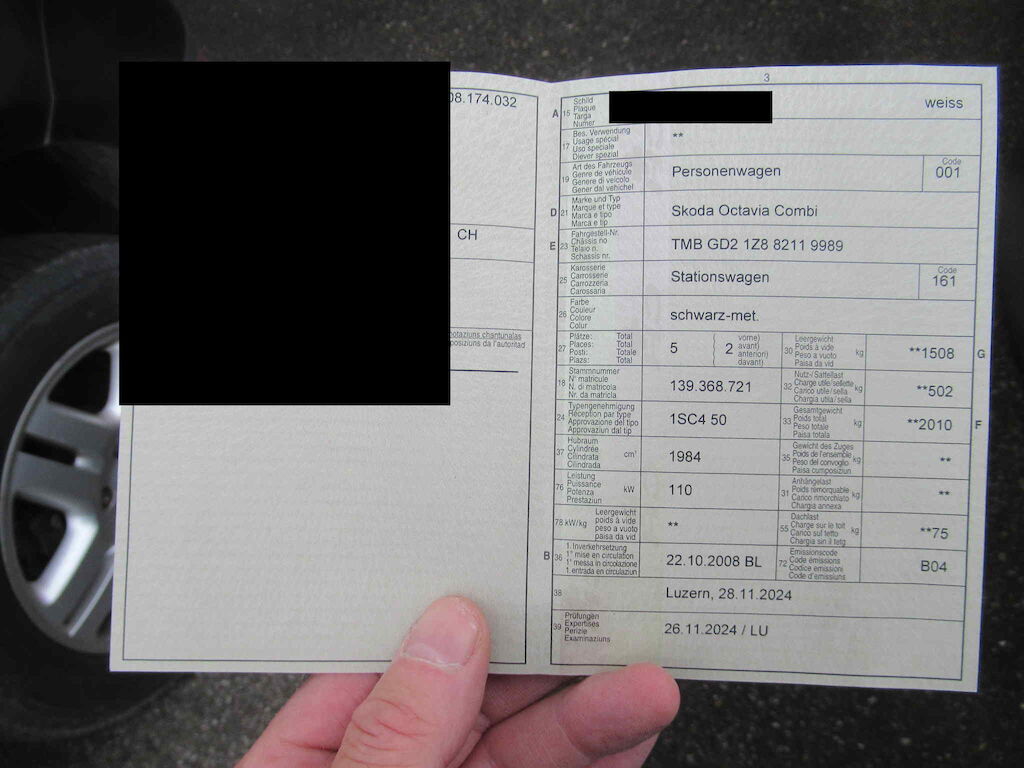 08.174.032
CH
otaziuns chantunalas
posiziuns da l'autoritad
3
A 15 Schild
Plaque
Targa
Numer
weiss
17 Bes. Verwendung
Usage spécial
Uso speciale
Diever spezial
**
19 Art des Fahrzeugs
Genre de véhicule
Genere di veicolo
Gener dal vehichel
Personenwagen
Code
001
D 21 Marke und Typ
Marque et type
Marca e tipo
Marca e tip
Skoda Octavia Combi
E 23 Fahrgestell-Nr.
Châssis no
Telaio n.
Schassis nr.
TMB GD2 1Z8 8211 9989
25 Karosserie
Carrosserie
Carrozzeria
Carossaria
Stationswagen
Code
161
26 Farbe
Couleur
Colore
Colur
schwarz-met.
27 Plätze: Total
Places: Total
Posti: Totale
Plazs: Total
5 ( 2 vorne)
avant)
anteriori)
davant)
30 Leergewicht
Poids à vide
Peso a vuoto
Paisa da vid
kg
**1508 G
18 Stammnummer
N° matricule
N. di matricola
Nr. da matricla
139.368.721
32 Nutz-/Sattellast
Charge utile/sellette
Carico utile/sella
Chargia utila/sella
kg
**502
24 Typengenehmigung
Réception par type
Approvazione del tipo
Approvaziun dal tip
1SC4 50
33 Gesamtgewicht
Poids total
Peso totale
Paisa totala
kg
**2010 F
37 Hubraum
Cylindrée
Cilindrata
Cilindrada
cm³
1984
35 Gewicht des Zuges
Poids de l'ensemble
Peso del convoglio
Paisa cumposiziun
kg
**
76 Leistung
Puissance
Potenza
Prestaziun
kW
110
31 Anhängelast
Poids remorquable
Carico rimorchiato
Chargia annexa
kg
**
78 kW/kg Leergewicht
poids à vide
peso a vuoto
paisa da vid
**
55 Dachlast
Charge sur le toit
Carico sul tetto
Chargia sin il tetg
kg
**75
B 36 1. Inverkehrsetzung
1re mise en circulation
1a messa in circolazione
1. entrada en circulaziun
22.10.2008 BL
72 Emissionscode
Code émissions
Codice emissioni
Code d'emissiuns
B04
38
Luzern, 28.11.2024
39 Prüfungen
Expertises
Perizie
Examinaziuns
26.11.2024 / LU